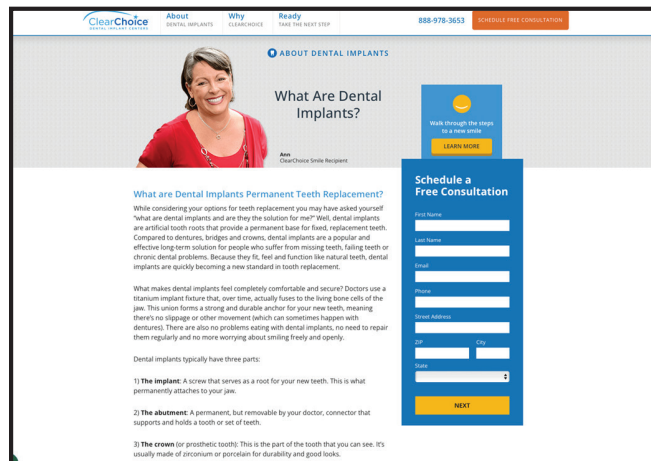 ClearChoice
DENTAL IMPLANT CENTERS
About
DENTAL IMPLANTS
Why
CLEARCHOICE
Ready
TAKE THE NEXT STEP
888-978-3653
SCHEDULE FREE CONSULTATION
ABOUT DENTAL IMPLANTS
What Are Dental
Implants?
Ann
ClearChoice Smile Recipient
Walk through the steps
to a new smile
LEARN MORE
What are Dental Implants Permanent Teeth Replacement?
While considering your options for teeth replacement you may have asked yourself
"what are dental implants and are they the solution for me?" Well, dental implants
are artificial tooth roots that provide a permanent base for fixed, replacement teeth.
Compared to dentures, bridges and crowns, dental implants are a popular and
effective long-term solution for people who suffer from missing teeth, failing teeth or
chronic dental problems. Because they fit, feel and function like natural teeth, dental
implants are quickly becoming a new standard in tooth replacement.
What makes dental implants feel completely comfortable and secure? Doctors use a
titanium implant fixture that, over time, actually fuses to the living bone cells of the
jaw. This union forms a strong and durable anchor for your new teeth, meaning
there's no slippage or other movement (which can sometimes happen with
dentures). There are also no problems eating with dental implants, no need to repair
them regularly and no more worrying about smiling freely and openly.
Dental implants typically have three parts:
1) The implant: A screw that serves as a root for your new teeth. This is what
permanently attaches to your jaw.
2) The abutment: A permanent, but removable by your doctor, connector that
supports and holds a tooth or set of teeth.
3) The crown (or prosthetic tooth): This is the part of the tooth that you can see. It's
usually made of zirconium or porcelain for durability and good looks.
Schedule a
Free Consultation
First Name
Last Name
Email
Phone
Street Address
ZIP
City
State
NEXT